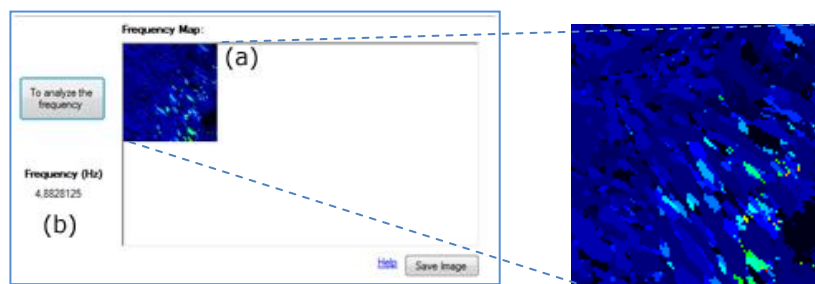 Frequency Map:
(a)
To analyze the
frequency
Frequency (Hz)
4,8828125
(b)
Help
Save Image